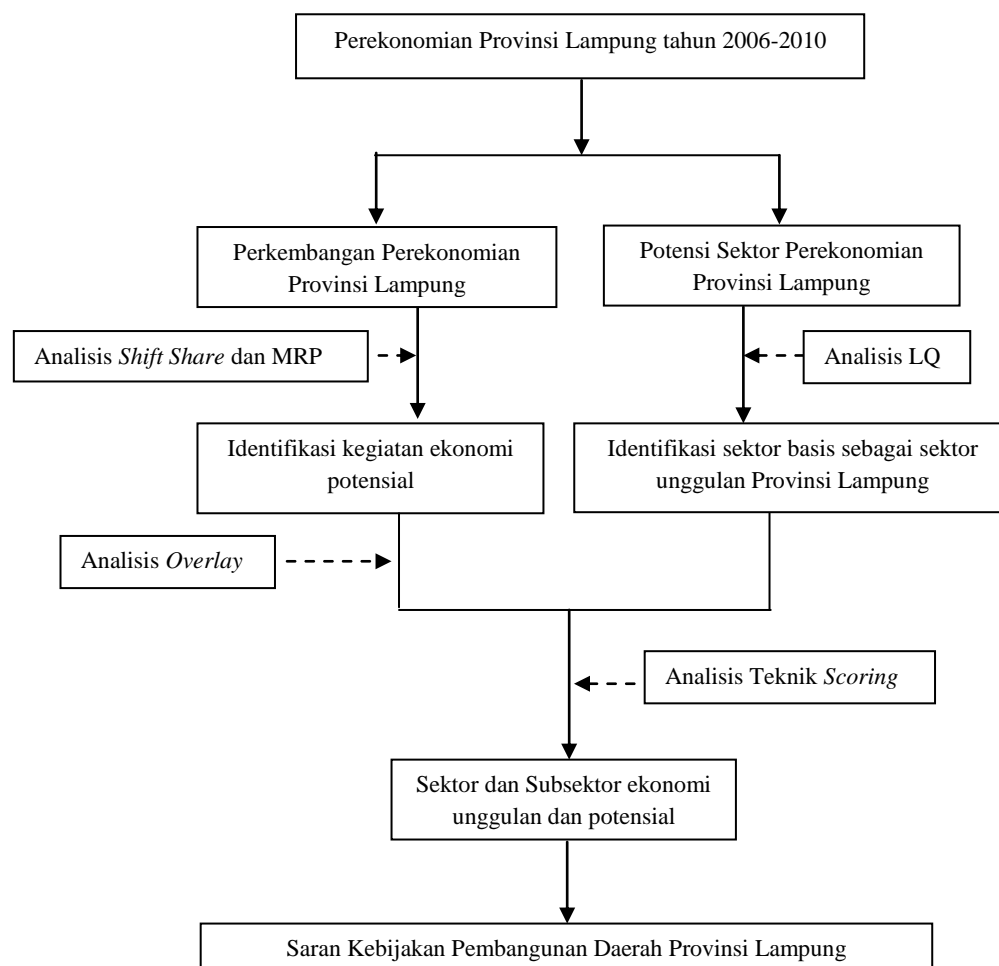 Perekonomian Provinsi Lampung tahun 2006-2010
Perkembangan Perekonomian
Provinsi Lampung
Potensi Sektor Perekonomian
Provinsi Lampung
Analisis Shift Share dan MRP
Analisis LQ
Identifikasi kegiatan ekonomi
potensial
Identifikasi sektor basis sebagai sektor
unggulan Provinsi Lampung
Analisis Overlay
Analisis Teknik Scoring
Sektor dan Subsektor ekonomi
unggulan dan potensial
Saran Kebijakan Pembangunan Daerah Provinsi Lampung